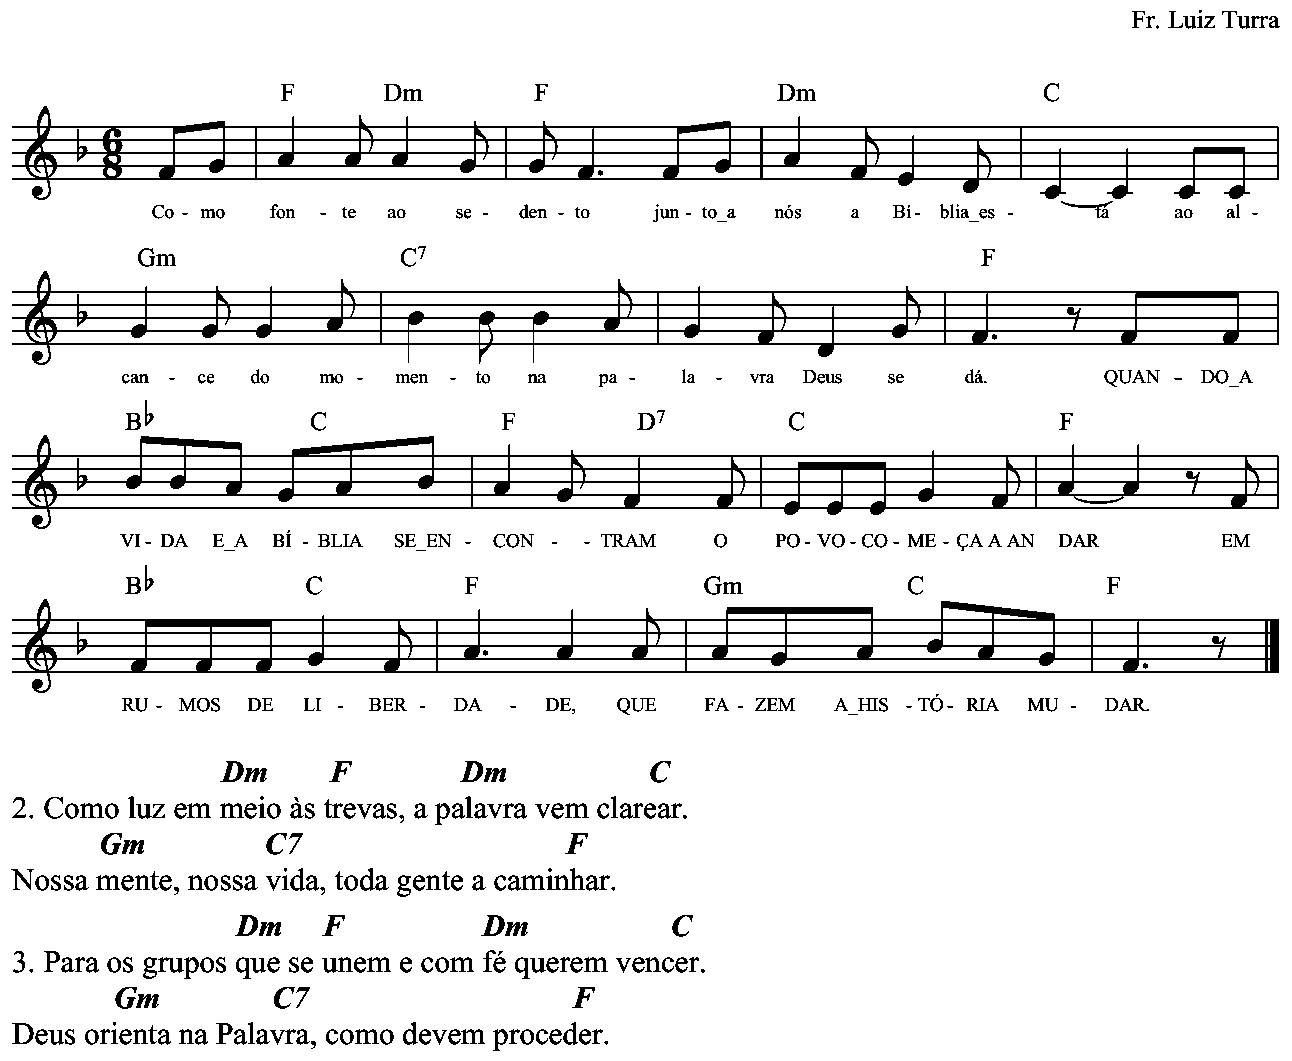 Fr. Luiz Turra
F Dm F Dm C
6
8
Co - mo fon - te ao se - den - to jun - to_a nós a Bí - blia_es - tá ao al -
Gm C7 F
can - ce do mo - men - to na pa - la - vra Deus se dá. QUAN - DO_A
B♭ C F D7 C F
VI - DA E_A BÍ - BLIA SE_EN - CON - - TRAM O PO - VO - CO - ME - ÇA A AN DAR EM
B♭ C F Gm C F
RU - MOS DE LI - BER - DA - DE, QUE FA - ZEM A_HIS - TÓ - RIA MU - DAR.
Dm F Dm C
2. Como luz em meio às trevas, a palavra vem clarear.
Gm C7 F
Nossa mente, nossa vida, toda gente a caminhar.
Dm F Dm C
3. Para os grupos que se unem e com fé querem vencer.
Gm C7 F
Deus orienta na Palavra, como devem proceder.